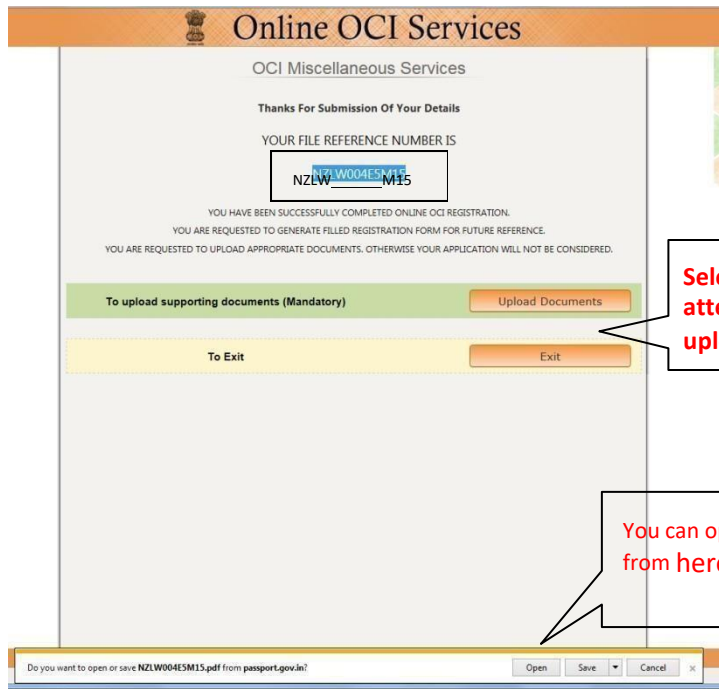 Online OCI Services
OCI Miscellaneous Services
Thanks For Submission Of Your Details
YOUR FILE REFERENCE NUMBER IS
NZLW004E5M15
NZLW______M15
YOU HAVE BEEN SUCCESSFULLY COMPLETED ONLINE OCI REGISTRATION.
YOU ARE REQUESTED TO GENERATE FILLED REGISTRATION FORM FOR FUTURE REFERENCE.
YOU ARE REQUESTED TO UPLOAD APPROPRIATE DOCUMENTS. OTHERWISE YOUR APPLICATION WILL NOT BE CONSIDERED.
To upload supporting documents (Mandatory) Upload Documents
To Exit Exit
You can
from here
Do you want to open or save NZLW004E5M15.pdf from passport.gov.in? Open Save Cancel x